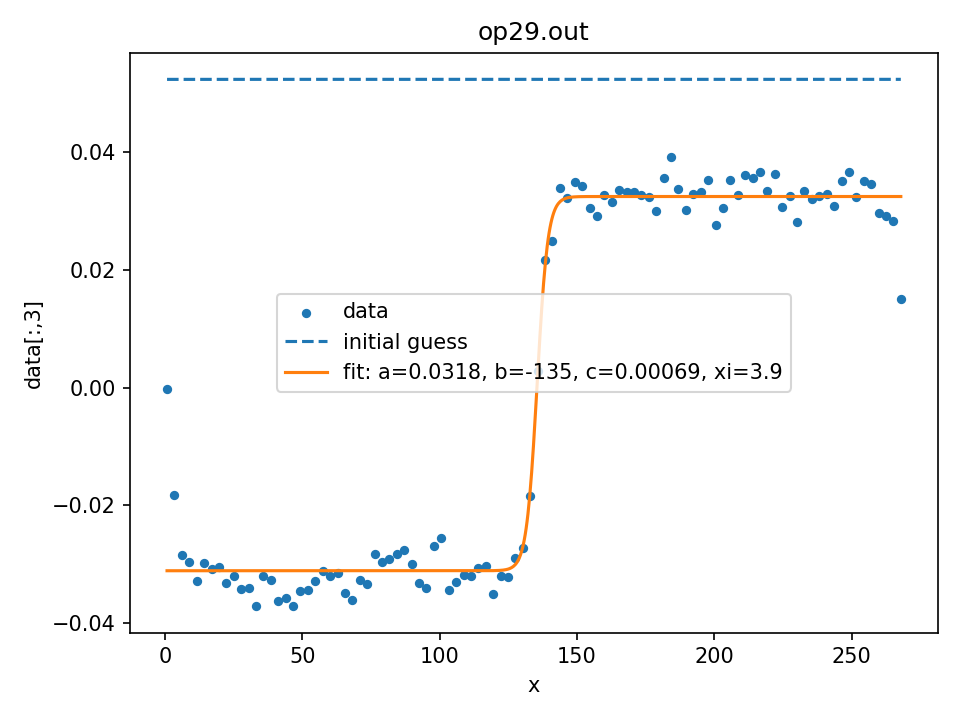 op29.out
data[:,3]
0.04
0.02
0.00
−0.02
−0.04
data
initial guess
fit: a=0.0318, b=-135, c=0.00069, xi=3.9
0 50 100 150 200 250
x